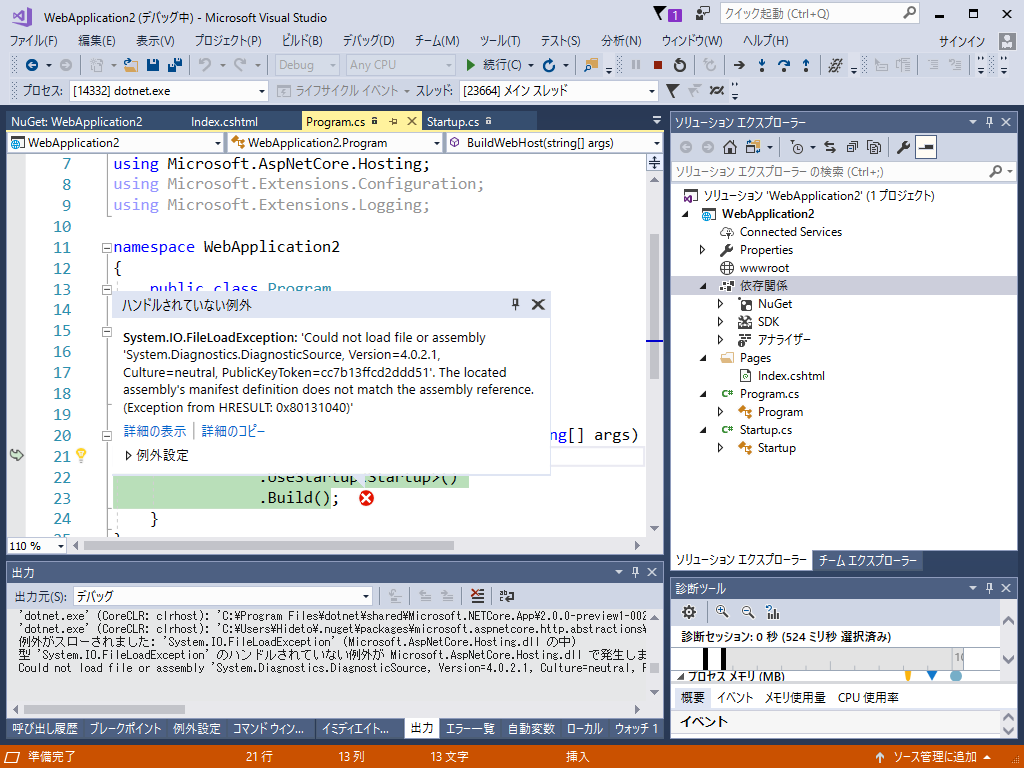 WebApplication2 (デバッグ中) - Microsoft Visual Studio
1
クイック起動 (Ctrl+Q)
ファイル(F) 編集(E) 表示(V) プロジェクト(P) ビルド(B) デバッグ(D) チーム(M) ツール(T) テスト(S) 分析(N) ウィンドウ(W) ヘルプ(H) サインイン
Debug Any CPU 続行(C)
プロセス: [14332] dotnet.exe ライフサイクル イベント スレッド: [23664] メイン スレッド
NuGet: WebApplication2 Index.cshtml Program.cs Startup.cs
WebApplication2 WebApplication2.Program BuildWebHost(string[] args)
7 using Microsoft.AspNetCore.Hosting;
8 using Microsoft.Extensions.Configuration;
9 using Microsoft.Extensions.Logging;
10
11 namespace WebApplication2
12 {
13 public class Program
14
15
16
17
18
19
20 ng[] args)
21
22 .UseStartup<Startup>()
23 .Build();
24 }
25
ハンドルされていない例外
System.IO.FileLoadException: 'Could not load file or assembly
'System.Diagnostics.DiagnosticSource, Version=4.0.2.1,
Culture=neutral, PublicKeyToken=cc7b13ffcd2ddd51'. The located
assembly's manifest definition does not match the assembly reference.
(Exception from HRESULT: 0x80131040)'
詳細の表示 詳細のコピー
例外設定
110 %
出力
出力元(S): デバッグ
'dotnet.exe' (CoreCLR: clrhost): 'C:¥Program Files¥dotnet¥shared¥Microsoft.NETCore.App¥2.0.0-preview1-002
'dotnet.exe' (CoreCLR: clrhost): 'C:¥Users¥Hideto¥.nuget¥packages¥microsoft.aspnetcore.http.abstractions¥
例外がスローされました: 'System.IO.FileLoadException' (Microsoft.AspNetCore.Hosting.dll の中)
型 'System.IO.FileLoadException' のハンドルされていない例外が Microsoft.AspNetCore.Hosting.dll で発生しま
Could not load file or assembly 'System.Diagnostics.DiagnosticSource, Version=4.0.2.1, Culture=neutral, P
呼び出し履歴 ブレークポイント 例外設定 コマンド ウィン... イミディエイト... 出力 エラー一覧 自動変数 ローカル ウォッチ 1
ソリューション エクスプローラー
ソリューション エクスプローラー の検索 (Ctrl+;)
ソリューション 'WebApplication2' (1 プロジェクト)
WebApplication2
Connected Services
Properties
wwwroot
依存関係
NuGet
SDK
アナライザー
Pages
Index.cshtml
C# Program.cs
Program
C# Startup.cs
Startup
ソリューション エクスプローラー チーム エクスプローラー
診断ツール
診断セッション: 0 秒 (524 ミリ秒 選択済み)
10
プロセス メモリ (MB)
概要 イベント メモリ使用量 CPU 使用率
イベント
準備完了 21 行 13 列 13 文字 挿入 ソース管理に追加